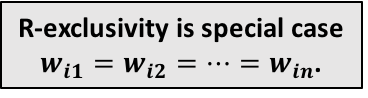 R-exclusivity is special case
w_{i1} = w_{i2} = ⋯ = w_{in}.